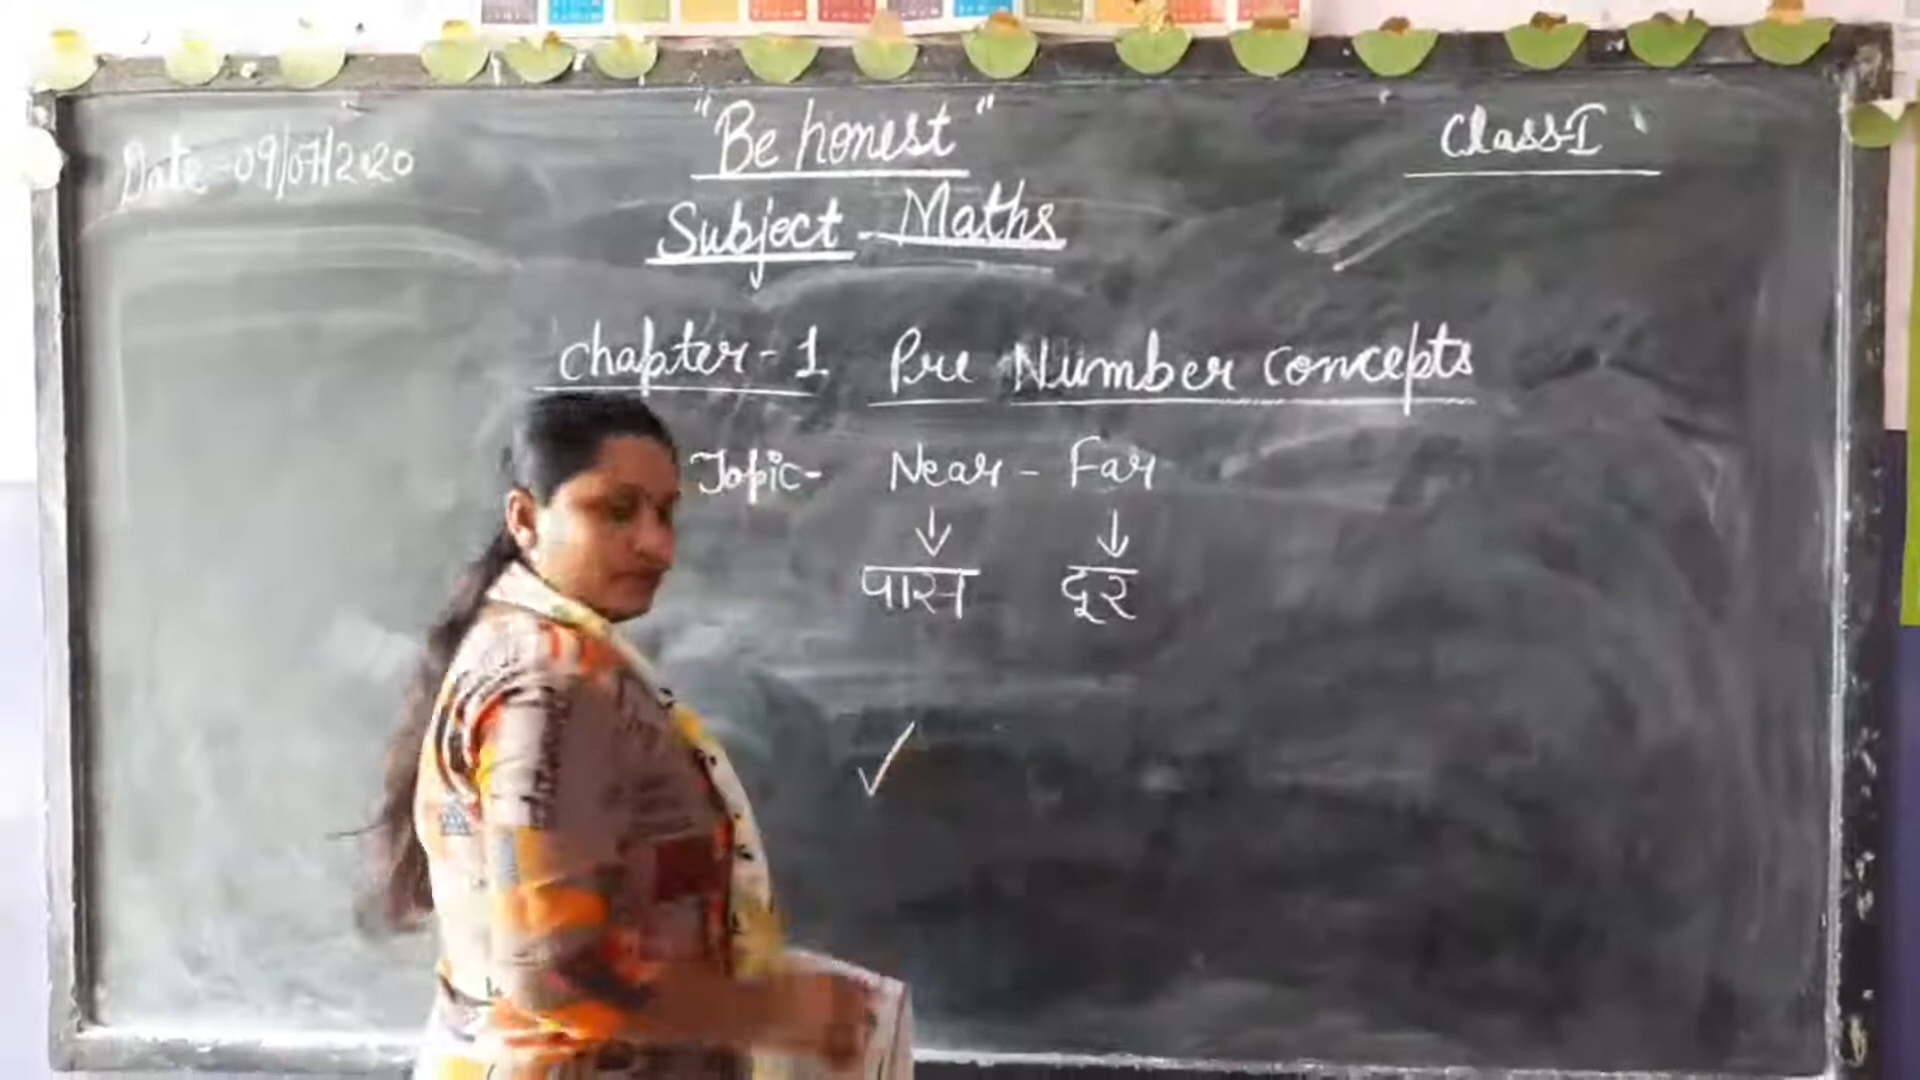 "Be honest"
Date-09/07/2020
Class-I
Subject - Maths
Chapter-1 Pre Number concepts
Topic- Near - Far
पास दूर